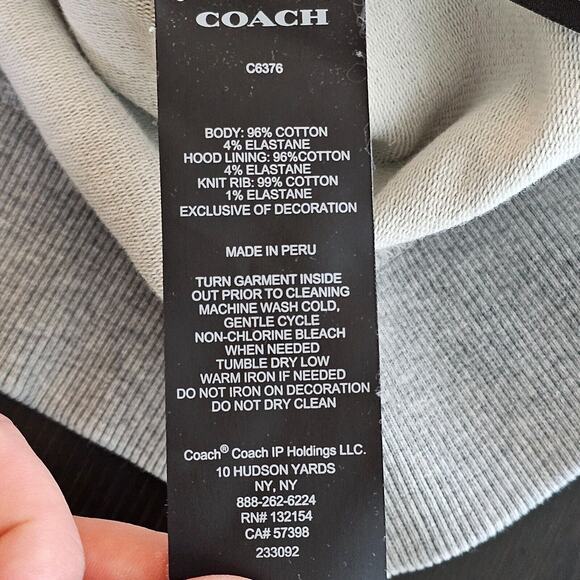 COACH
C6376
BODY: 96% COTTON
4% ELASTANE
HOOD LINING: 96%COTTON
4% ELASTANE
KNIT RIB: 99% COTTON
1% ELASTANE
EXCLUSIVE OF DECORATION
MADE IN PERU
TURN GARMENT INSIDE
OUT PRIOR TO CLEANING
MACHINE WASH COLD,
GENTLE CYCLE
NON-CHLORINE BLEACH
WHEN NEEDED
TUMBLE DRY LOW
WARM IRON IF NEEDED
DO NOT IRON ON DECORATION
DO NOT DRY CLEAN
Coach® Coach IP Holdings LLC.
10 HUDSON YARDS
NY, NY
888-262-6224
RN# 132154
CA# 57398
233092